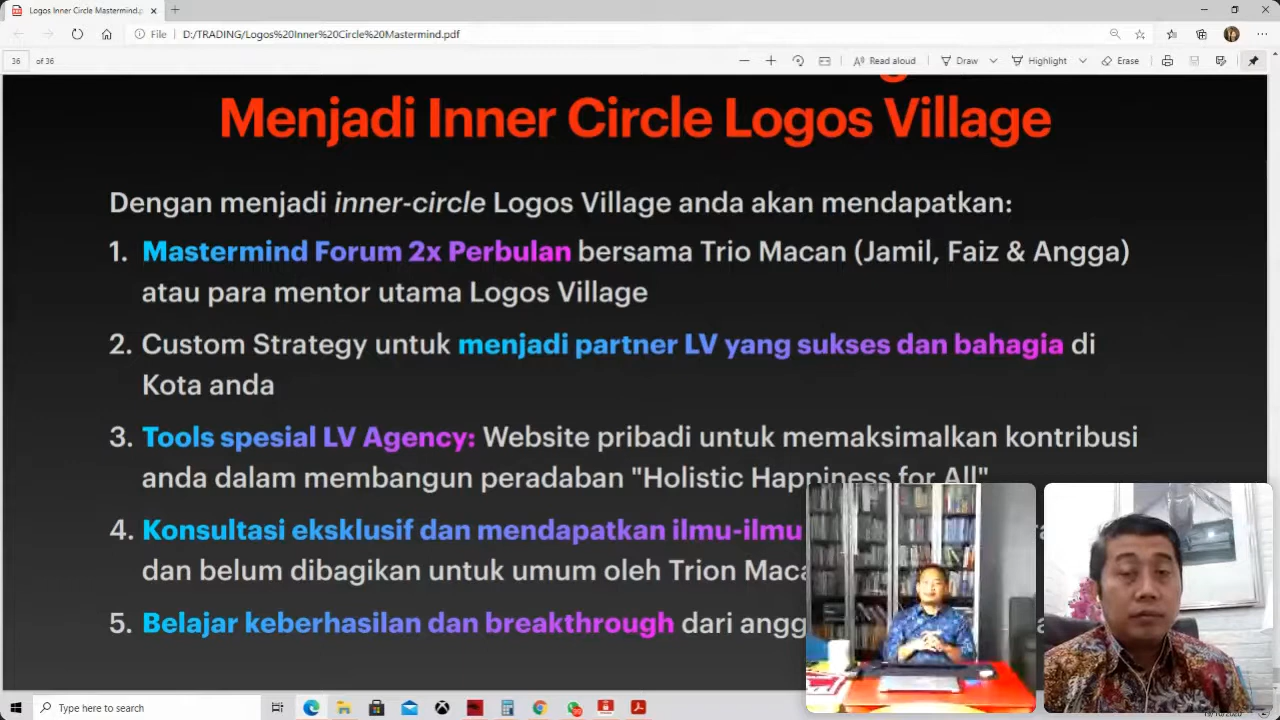 Logos Inner Circle Mastermind.p
File
D:/TRADING/Logos%20Inner%20Circle%20Mastermind.pdf
36 of 36
Read aloud
Draw
Highlight
Erase
Menjadi Inner Circle Logos Village
Dengan menjadi inner-circle Logos Village anda akan mendapatkan:
1. Mastermind Forum 2x Perbulan bersama Trio Macan (Jamil, Faiz & Angga)
atau para mentor utama Logos Village
2. Custom Strategy untuk menjadi partner LV yang sukses dan bahagia di
Kota anda
3. Tools spesial LV Agency: Website pribadi untuk memaksimalkan kontribusi
anda dalam membangun peradaban "Holistic Happiness for All"
4. Konsultasi eksklusif dan mendapatkan ilmu-ilmu
dan belum dibagikan untuk umum oleh Trion Maca
5. Belajar keberhasilan dan breakthrough dari angg
Type here to search